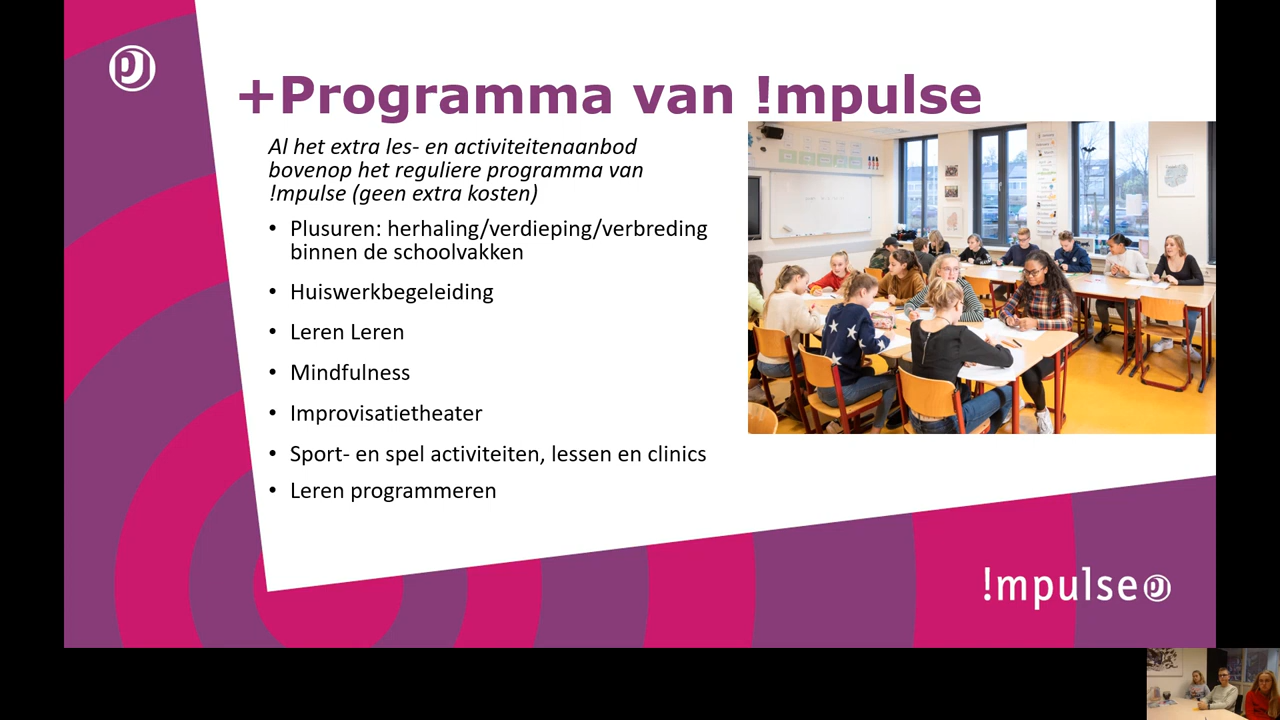 +Programma van !mpulse
Al het extra les- en activiteitenaanbod
bovenop het reguliere programma van
!mpulse (geen extra kosten)
• Plusuren: herhaling/verdieping/verbreding
binnen de schoolvakken
• Huiswerkbegeleiding
• Leren Leren
• Mindfulness
• Improvisatietheater
• Sport- en spel activiteiten, lessen en clinics
• Leren programmeren
!mpulse